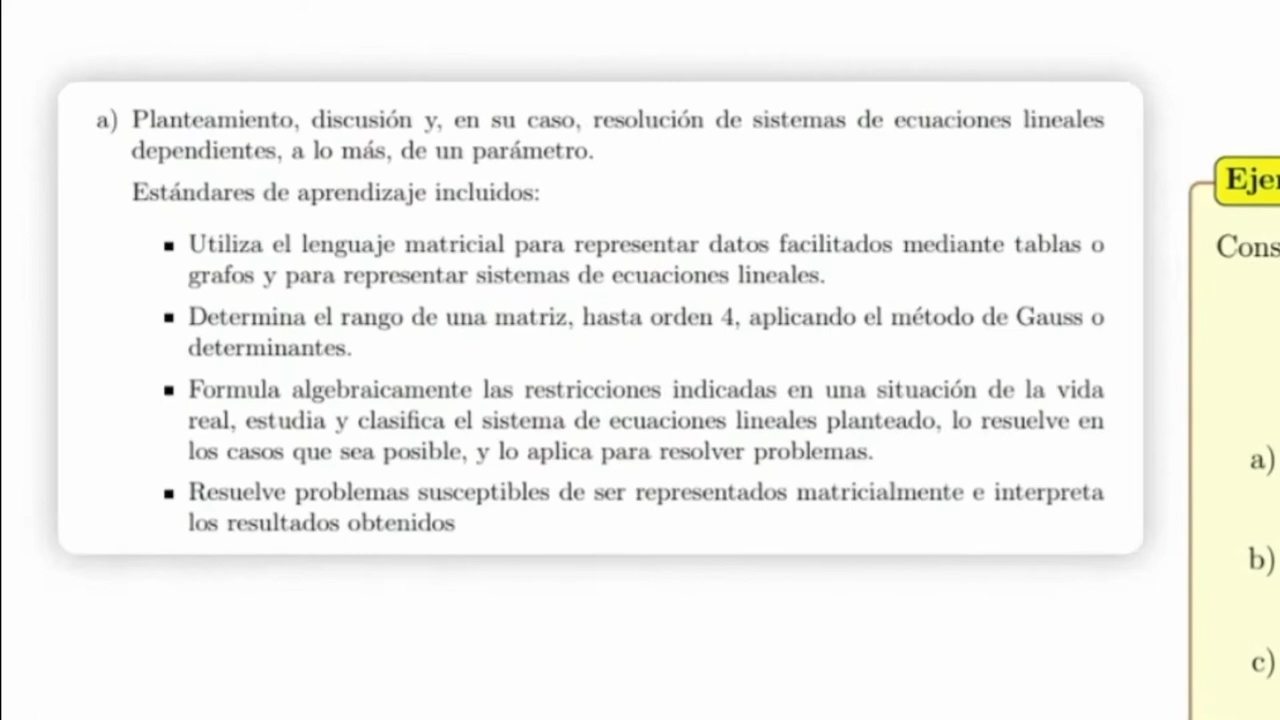 a) Planteamiento, discusión y, en su caso, resolución de sistemas de ecuaciones lineales
dependientes, a lo más, de un parámetro.
Estándares de aprendizaje incluidos:
▪ Utiliza el lenguaje matricial para representar datos facilitados mediante tablas o
grafos y para representar sistemas de ecuaciones lineales.
▪ Determina el rango de una matriz, hasta orden 4, aplicando el método de Gauss o
determinantes.
▪ Formula algebraicamente las restricciones indicadas en una situación de la vida
real, estudia y clasifica el sistema de ecuaciones lineales planteado, lo resuelve en
los casos que sea posible, y lo aplica para resolver problemas.
▪ Resuelve problemas susceptibles de ser representados matricialmente e interpreta
los resultados obtenidos
a)
b)
c)